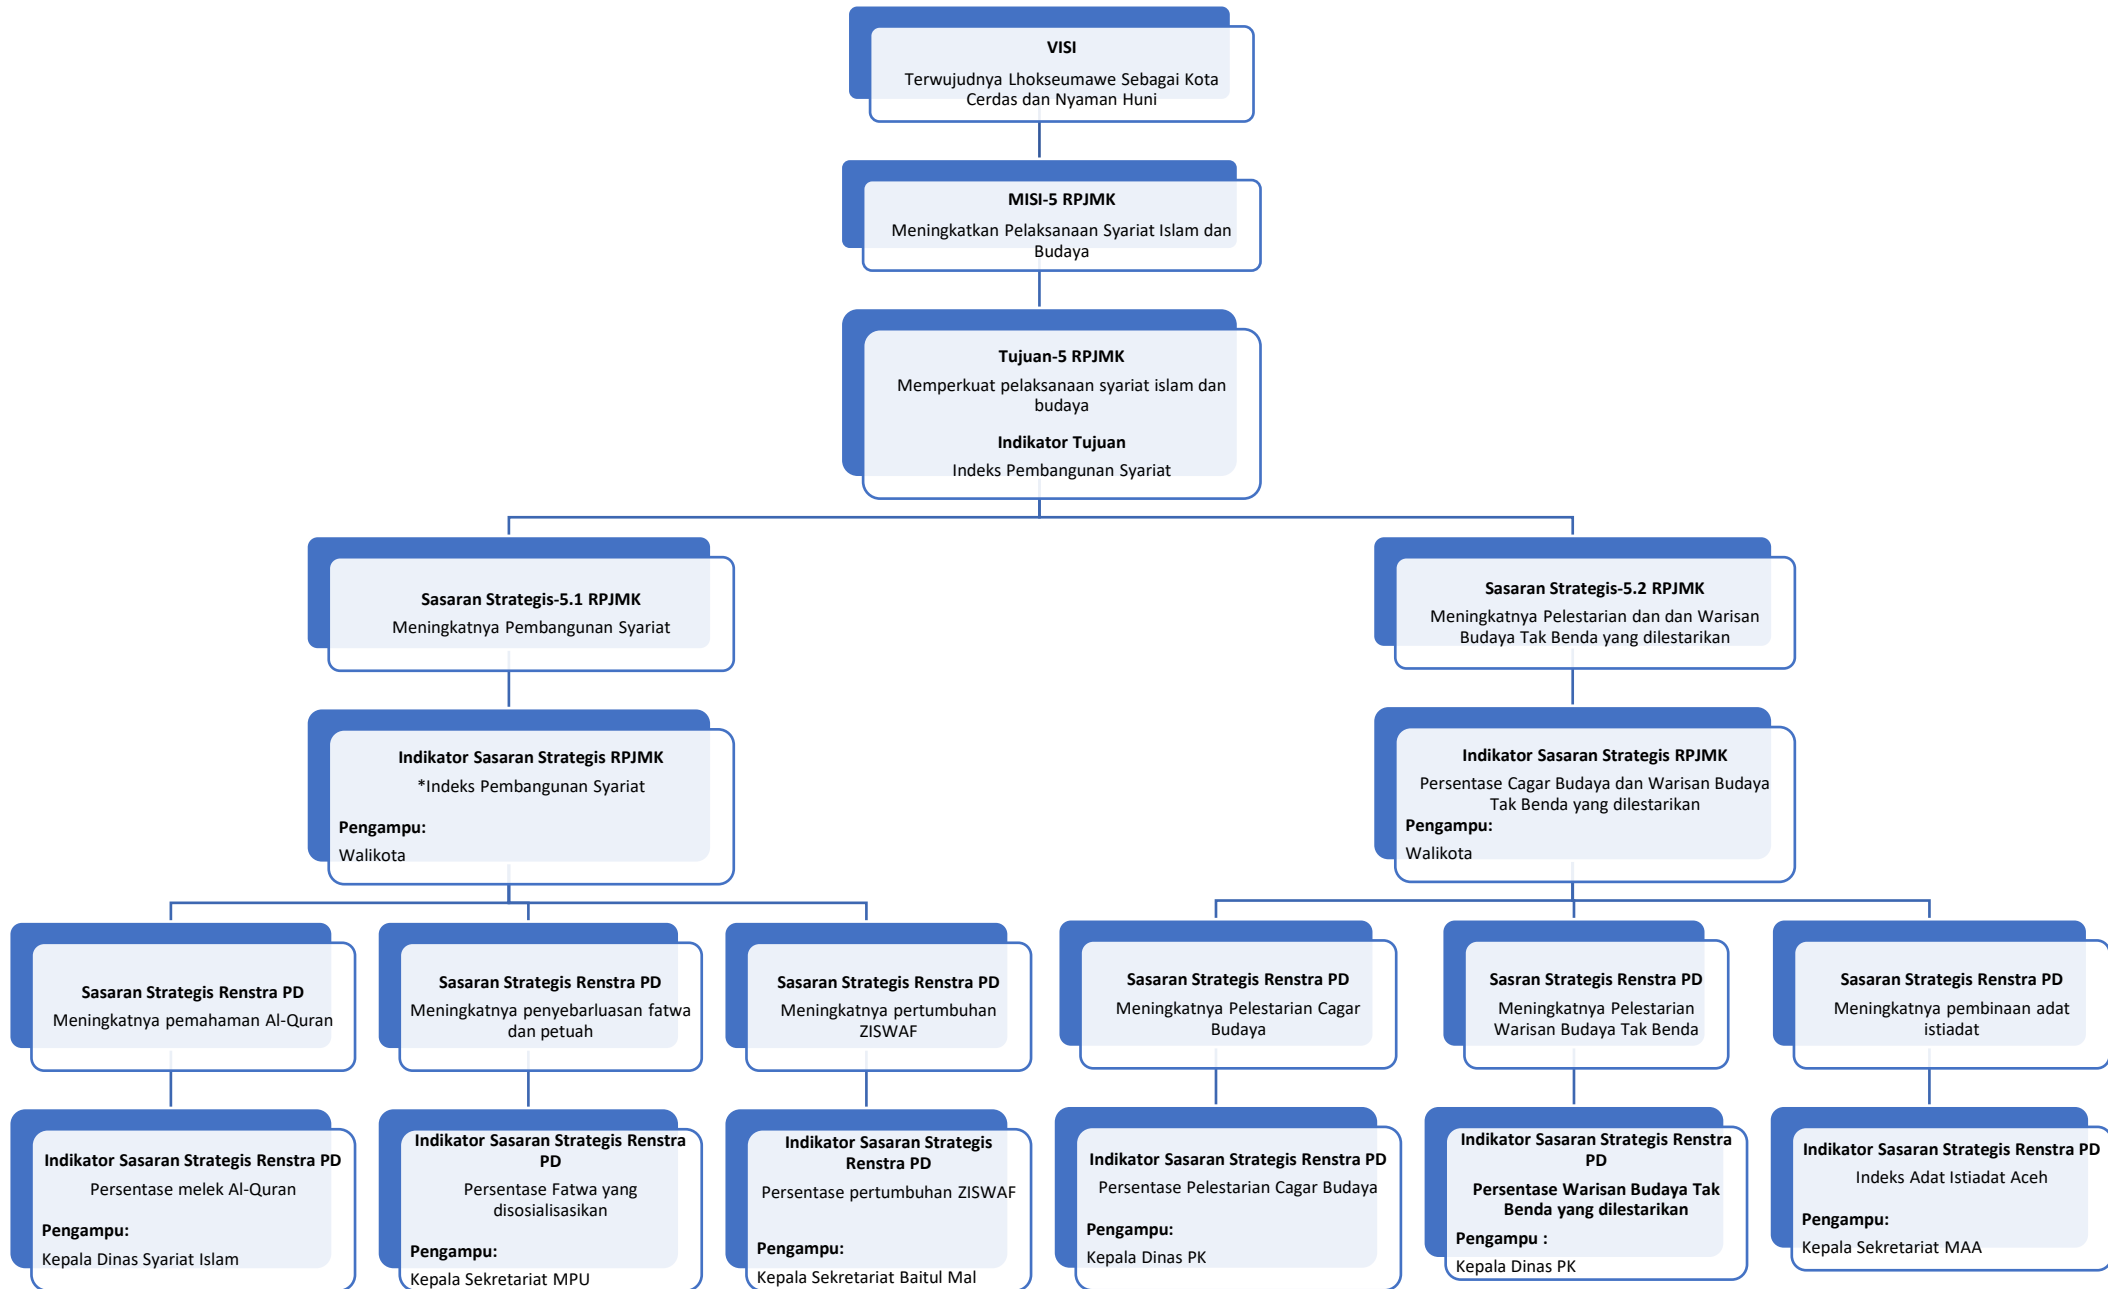 VISI
Terwujudnya Lhokseumawe Sebagai Kota
Cerdas dan Nyaman Huni
MISI-5 RPJMK
Meningkatkan Pelaksanaan Syariat Islam dan
Budaya
Tujuan-5 RPJMK
Memperkuat pelaksanaan syariat islam dan
budaya
Indikator Tujuan
Indeks Pembangunan Syariat
Sasaran Strategis-5.1 RPJMK
Meningkatnya Pembangunan Syariat
Sasaran Strategis-5.2 RPJMK
Meningkatnya Pelestarian dan dan Warisan
Budaya Tak Benda yang dilestarikan
Indikator Sasaran Strategis RPJMK
*Indeks Pembangunan Syariat
Pengampu:
Walikota
Indikator Sasaran Strategis RPJMK
Persentase Cagar Budaya dan Warisan Budaya
Tak Benda yang dilestarikan
Pengampu:
Walikota
Sasaran Strategis Renstra PD
Meningkatnya pemahaman Al-Quran
Sasaran Strategis Renstra PD
Meningkatnya penyebarluasan fatwa
dan petuah
Sasaran Strategis Renstra PD
Meningkatnya pertumbuhan
ZISWAF
Sasaran Strategis Renstra PD
Meningkatnya Pelestarian Cagar
Budaya
Sasran Strategis Renstra PD
Meningkatnya Pelestarian
Warisan Budaya Tak Benda
Sasaran Strategis Renstra PD
Meningkatnya pembinaan adat
istiadat
Indikator Sasaran Strategis Renstra PD
Persentase melek Al-Quran
Pengampu:
Kepala Dinas Syariat Islam
Indikator Sasaran Strategis Renstra
PD
Persentase Fatwa yang
disosialisasikan
Pengampu:
Kepala Sekretariat MPU
Indikator Sasaran Strategis
Renstra PD
Persentase pertumbuhan ZISWAF
Pengampu:
Kepala Sekretariat Baitul Mal
Indikator Sasaran Strategis Renstra PD
Persentase Pelestarian Cagar Budaya
Pengampu:
Kepala Dinas PK
Indikator Sasaran Strategis Renstra
PD
Persentase Warisan Budaya Tak
Benda yang dilestarikan
Pengampu :
Kepala Dinas PK
Indikator Sasaran Strategis Renstra PD
Indeks Adat Istiadat Aceh
Pengampu:
Kepala Sekretariat MAA